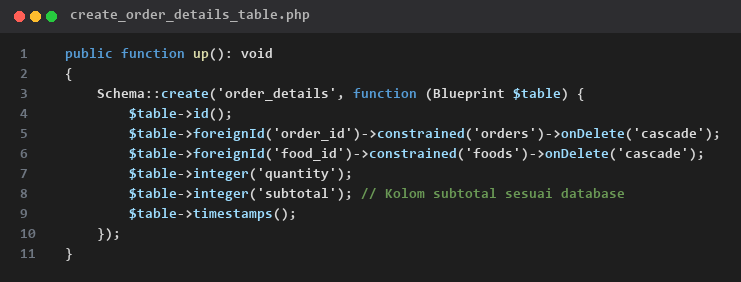 create_order_details_table.php
1 public function up(): void
2 {
3     Schema::create('order_details', function (Blueprint $table) {
4         $table->id();
5         $table->foreignId('order_id')->constrained('orders')->onDelete('cascade');
6         $table->foreignId('food_id')->constrained('foods')->onDelete('cascade');
7         $table->integer('quantity');
8         $table->integer('subtotal'); // Kolom subtotal sesuai database
9         $table->timestamps();
10     });
11 }